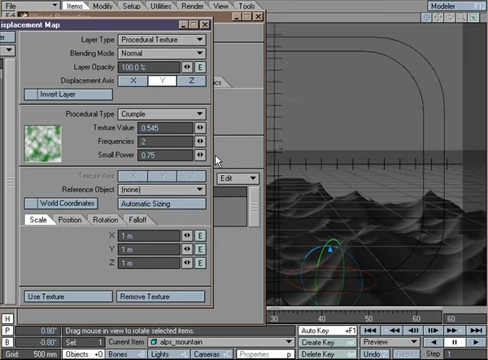 File Items Modify Setup Utilities Render View Tools Modeler F12
isplacement Map
Layer Type Procedural Texture
Blending Mode Normal
Layer Opacity 100.0 % E
Displacement Axis X Y Z
Invert Layer
Procedural Type Crumple
Texture Value 0.545
Frequencies 2
Small Power 0.75
Texture Axis X Y Z
Edit
Reference Object (none)
World Coordinates Automatic Sizing
Scale Position Rotation Falloff
X 1 m E
Y 1 m E
Z 1 m E
Use Texture Remove Texture
H 30 40 50 60
P 0.80° Drag mouse in view to rotate selected items. Auto Key +F1
B -0.80° Current Item alps_mountain Create Key Preview
Grid: 500 mm Sel: 1 Objects +O Bones Lights Cameras Properties p Delete Key Step 1